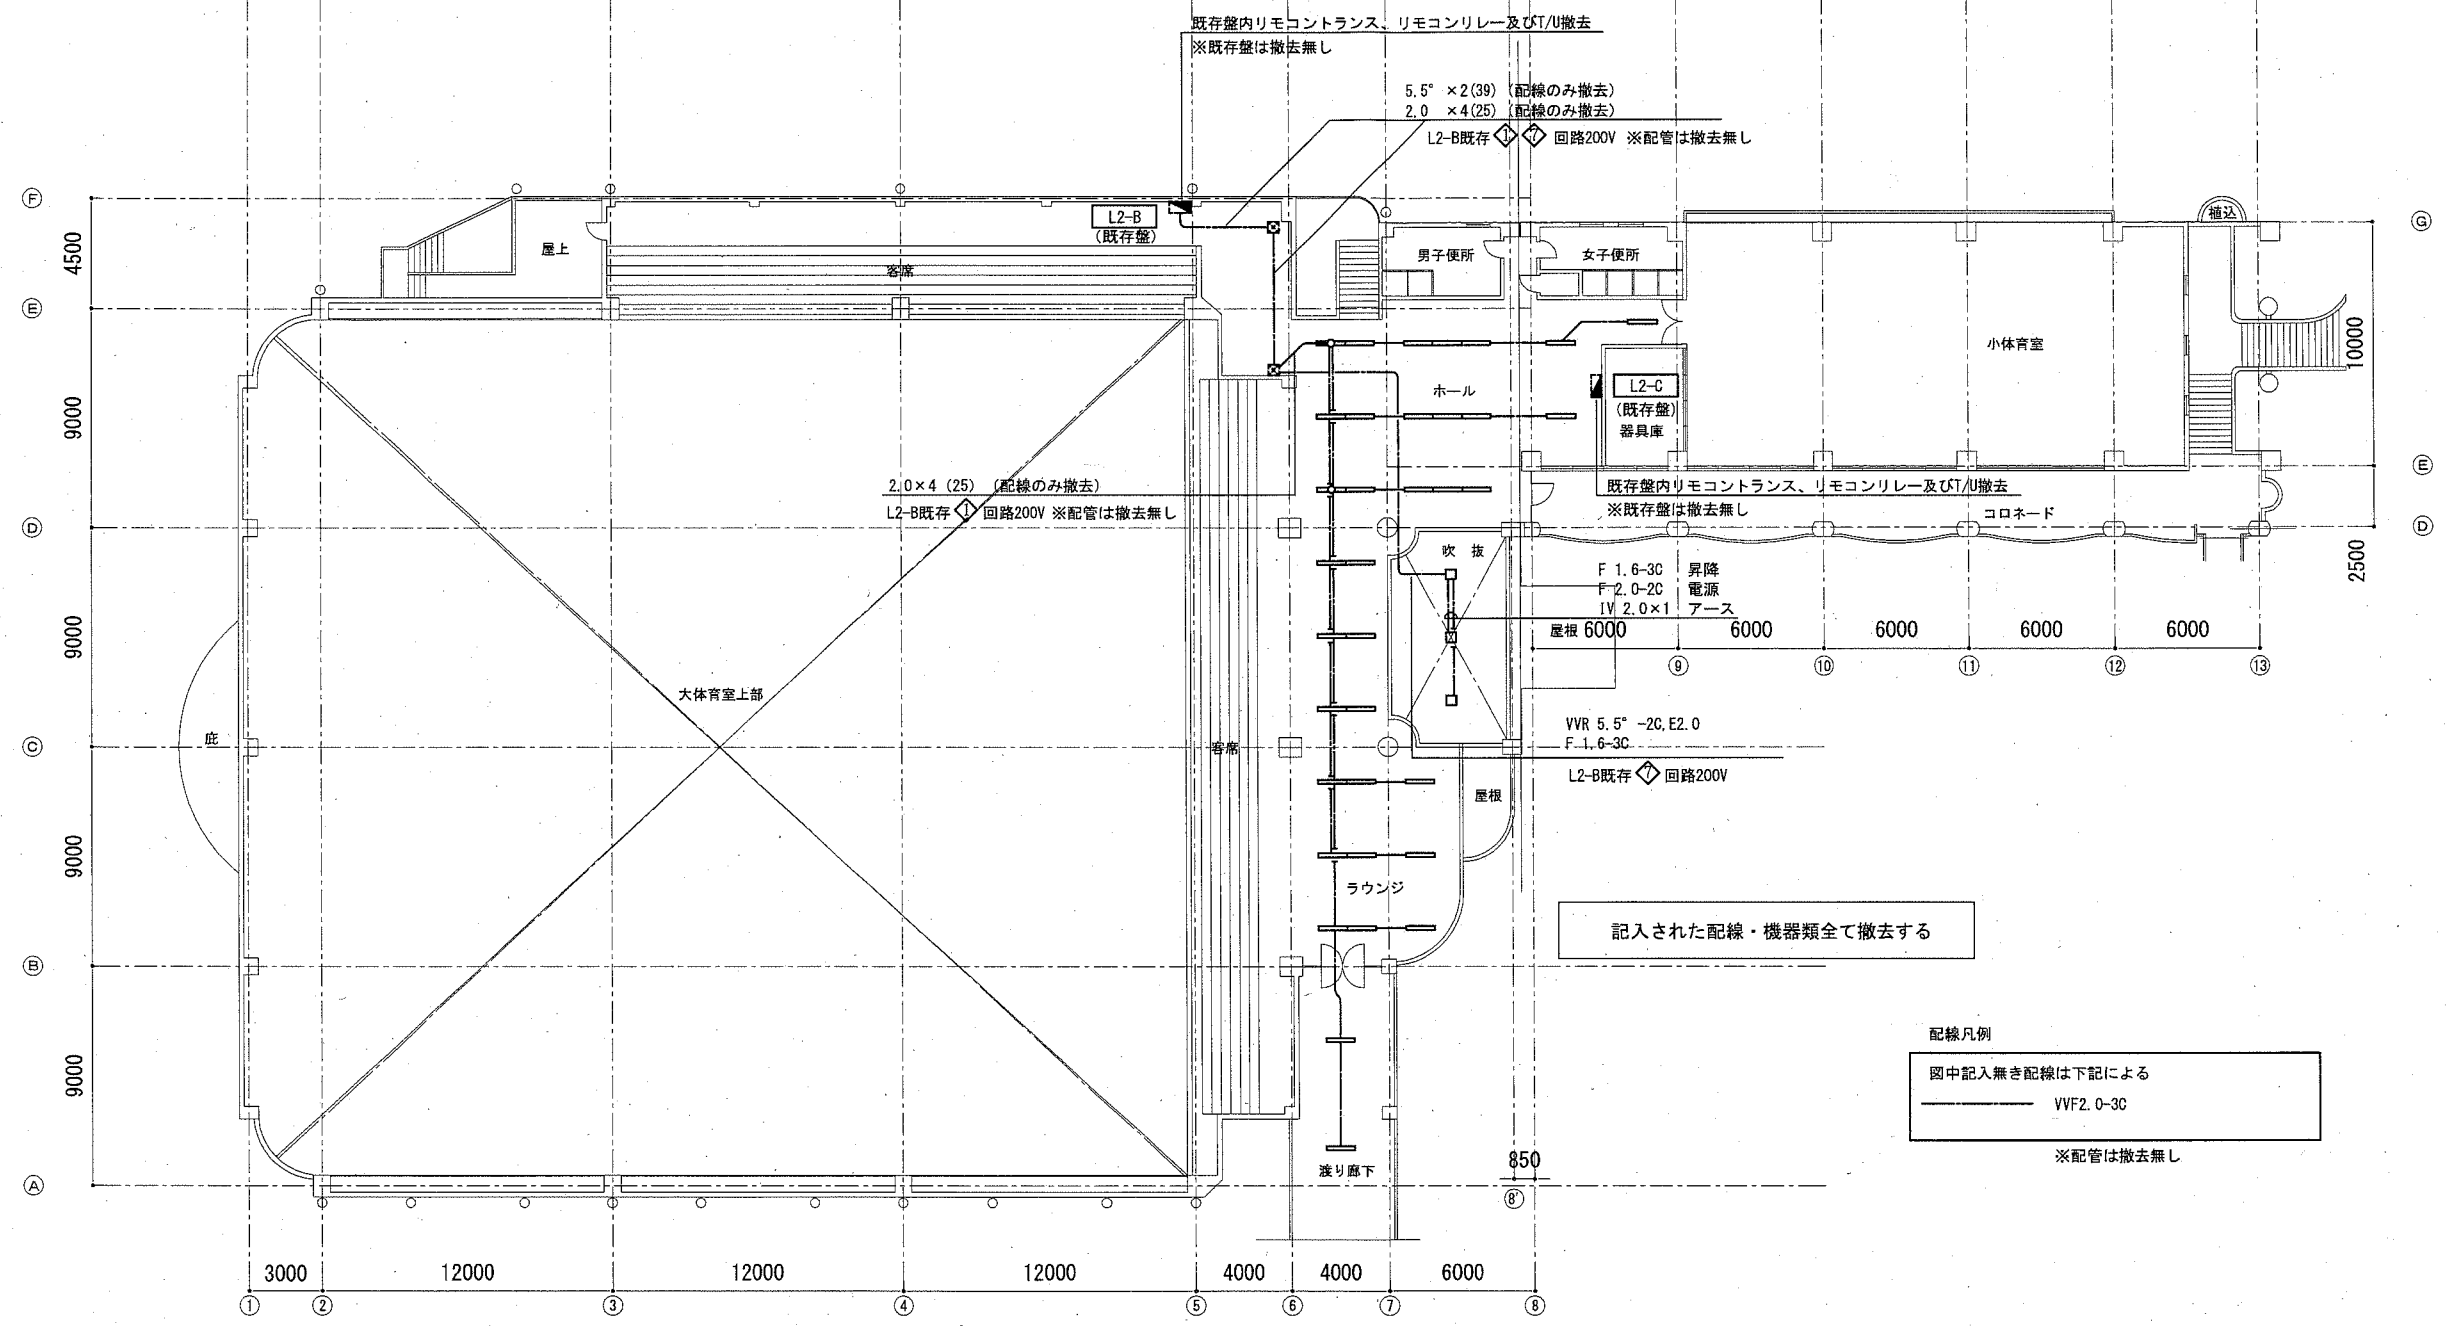 既存盤内リモコントランス、リモコンリレー及びT/U撤去
※既存盤は撤去無し
5.5° ×2(39) (配線のみ撤去)
2.0 ×4(25) (配線のみ撤去)
L2-B既存 1 7 回路200V ※配管は撤去無し
F
G
L2-B
(既存盤)
屋上
客席
男子便所
女子便所
植込
4500
E
小体育室
10000
ホール
L2-C
(既存盤)
器具庫
9000
E
2.0×4 (25) (配線のみ撤去)
L2-B既存 1 回路200V ※配管は撤去無し
既存盤内リモコントランス、リモコンリレー及びT/U撤去
※既存盤は撤去無し
コロネード
D
D
吹 抜
2500
F 1.6-3C 昇降
F 2.0-2C 電源
IV 2.0×1 アース
屋根
6000
6000
6000
6000
6000
9000
9
10
11
12
13
大体育室上部
庇
C
客席
VVR 5.5° -2C,E2.0
F 1.6-3C
L2-B既存 7 回路200V
屋根
9000
ラウンジ
記入された配線・機器類全て撤去する
B
配線凡例
図中記入無き配線は下記による
VVF2.0-3C
※配管は撤去無し
9000
渡り廊下
850
A
8'
3000
12000
12000
12000
4000
4000
6000
1
2
3
4
5
6
7
8